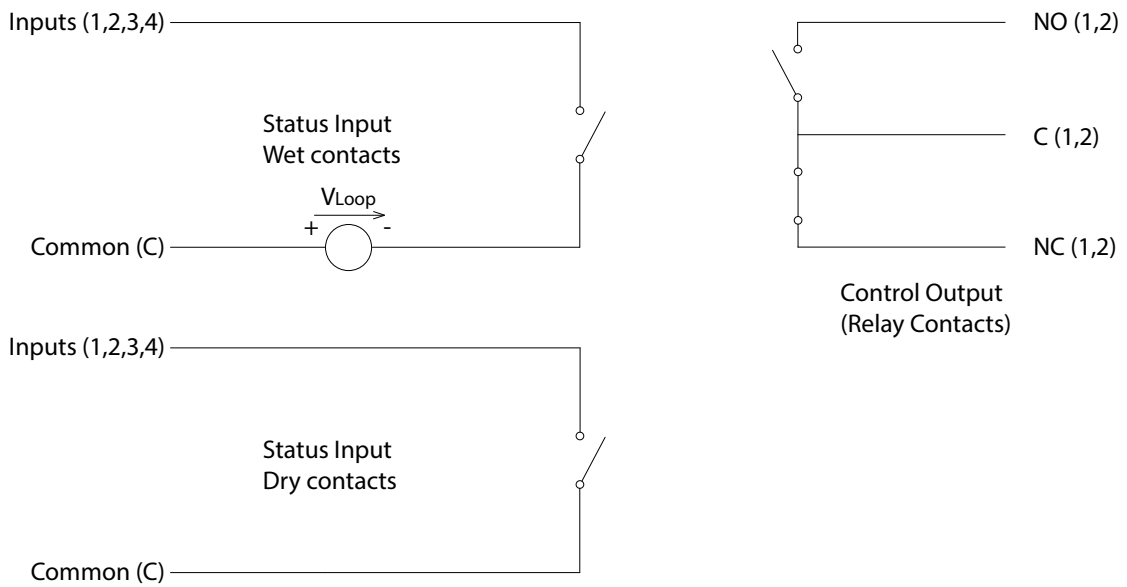 Inputs (1,2,3,4)
Status Input
Wet contacts
VLoop
+ -
Common (C)
NO (1,2)
C (1,2)
NC (1,2)
Control Output
(Relay Contacts)
Inputs (1,2,3,4)
Status Input
Dry contacts
Common (C)